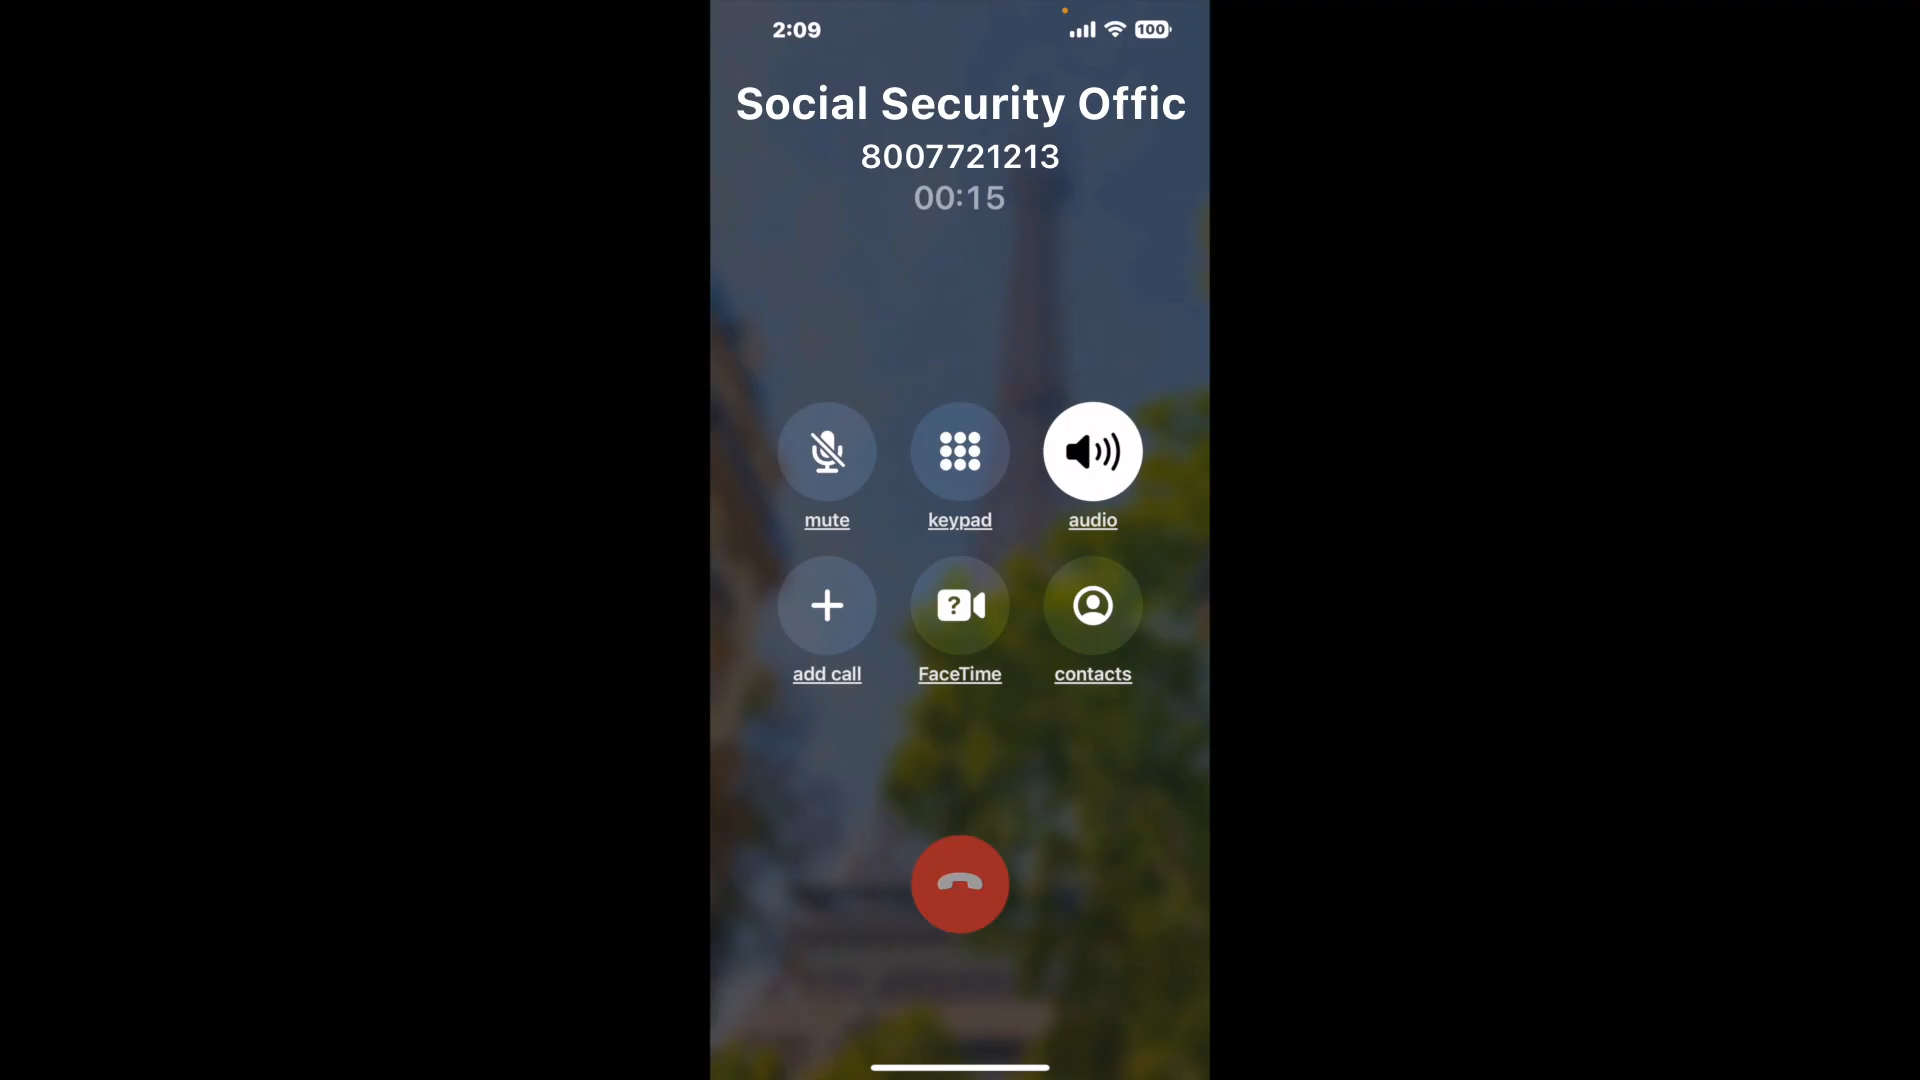 2:09
100
Social Security Offic
8007721213
00:15
mute
keypad
audio
?
add call
FaceTime
contacts